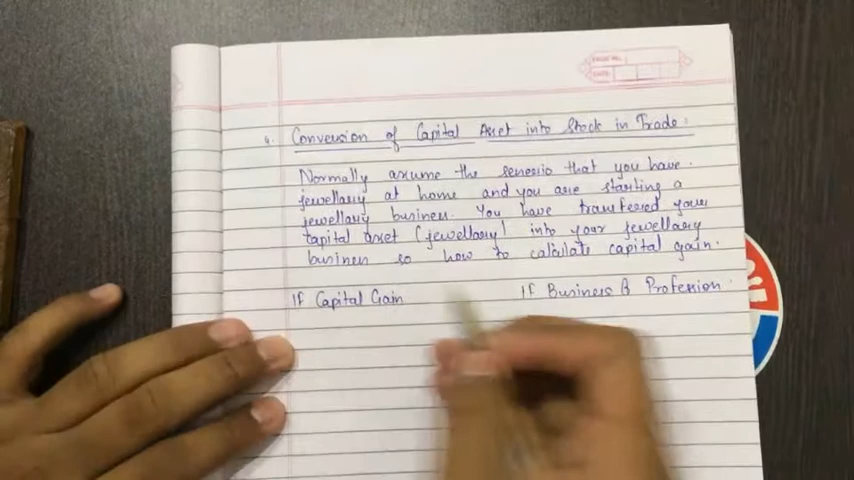 4. Conversion of Capital Asset into Stock in Trade:
Normally assume the senerio that you have.
jewellary at home and you are starting a
jewellary business. You have transfered your
capital asset (jewellary) into your jewellary
business so how to calculate capital gain.
IF Capital Gain IF Business & Profession.